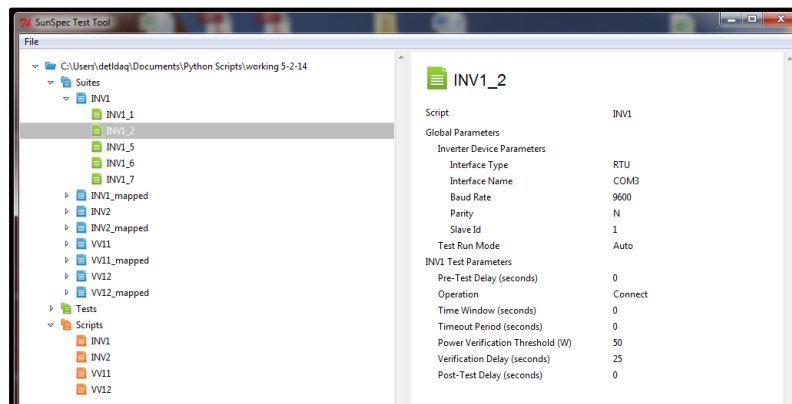 SunSpec Test Tool
File
C:\Users\detldaq\Documents\Python Scripts\working 5-2-14
Suites
INV1
INV1_1
INV1_2
INV1_5
INV1_6
INV1_7
INV1_mapped
INV2
INV2_mapped
VV11
VV11_mapped
VV12
VV12_mapped
Tests
Scripts
INV1
INV2
VV11
VV12
INV1_2
Script INV1
Global Parameters
Inverter Device Parameters
Interface Type RTU
Interface Name COM3
Baud Rate 9600
Parity N
Slave Id 1
Test Run Mode Auto
INV1 Test Parameters
Pre-Test Delay (seconds) 0
Operation Connect
Time Window (seconds) 0
Timeout Period (seconds) 0
Power Verification Threshold (W) 50
Verification Delay (seconds) 25
Post-Test Delay (seconds) 0